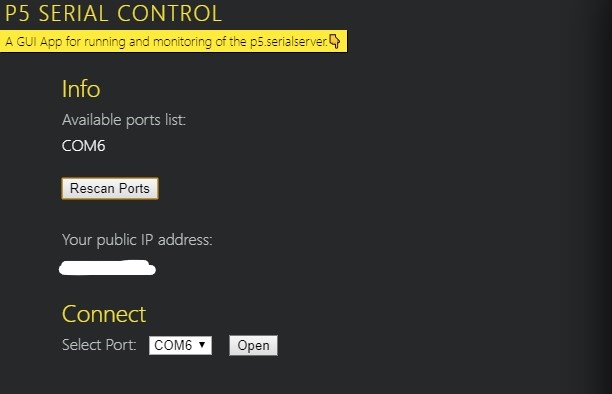 P5 SERIAL CONTROL
A GUI App for running and monitoring of the p5.serialserver.
Info
Available ports list:
COM6
Rescan Ports
Your public IP address:
Connect
Select Port: COM6 Open